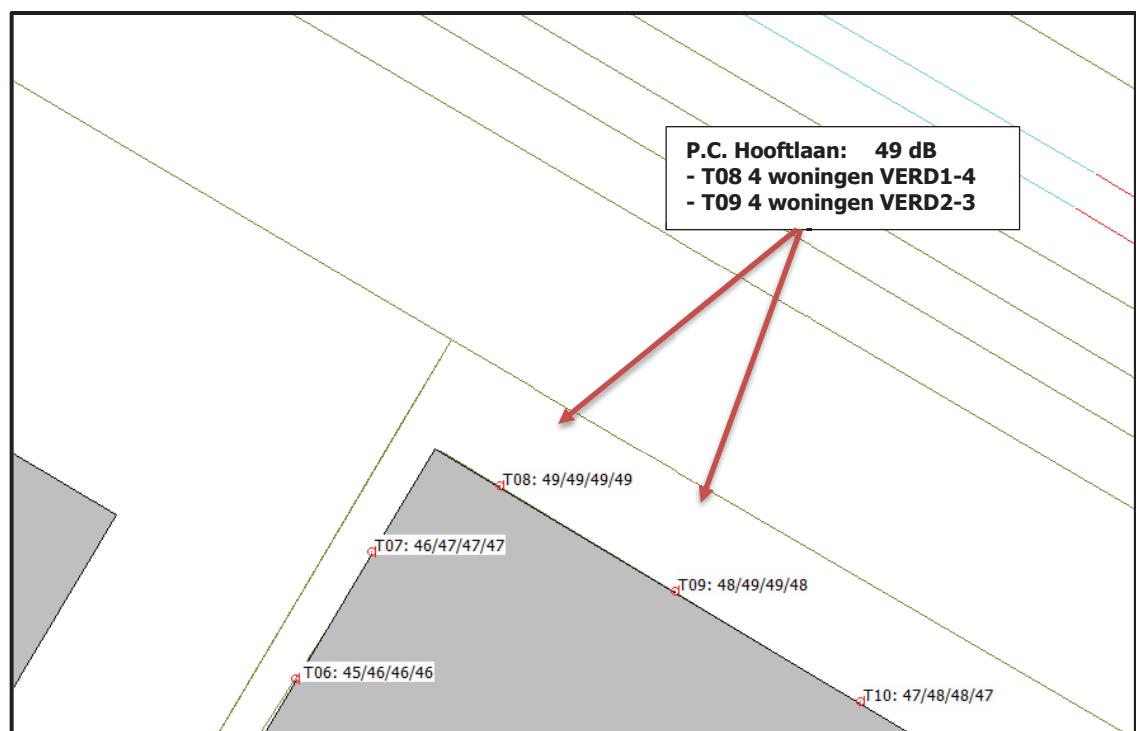 P.C. Hooftlaan: 49 dB
- T08 4 woningen VERD1-4
- T09 4 woningen VERD2-3
T08: 49/49/49/49
T07: 46/47/47/47
T09: 48/49/49/48
T06: 45/46/46/46
T10: 47/48/48/47